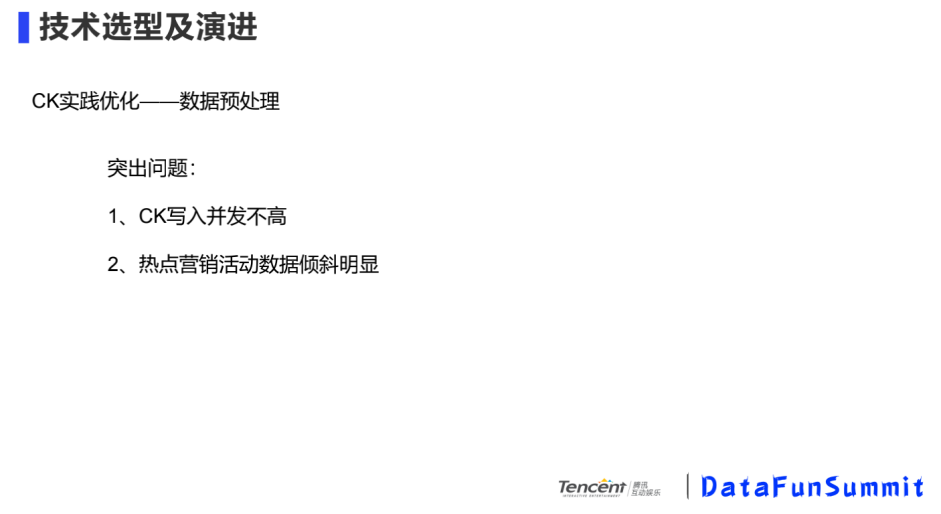 技术选型及演进
CK实践优化——数据预处理
突出问题：
1、CK写入并发不高
2、热点营销活动数据倾斜明显
Tencent 腾讯
INTERACTIVE ENTERTAINMENT 互动娱乐
DataFunSummit